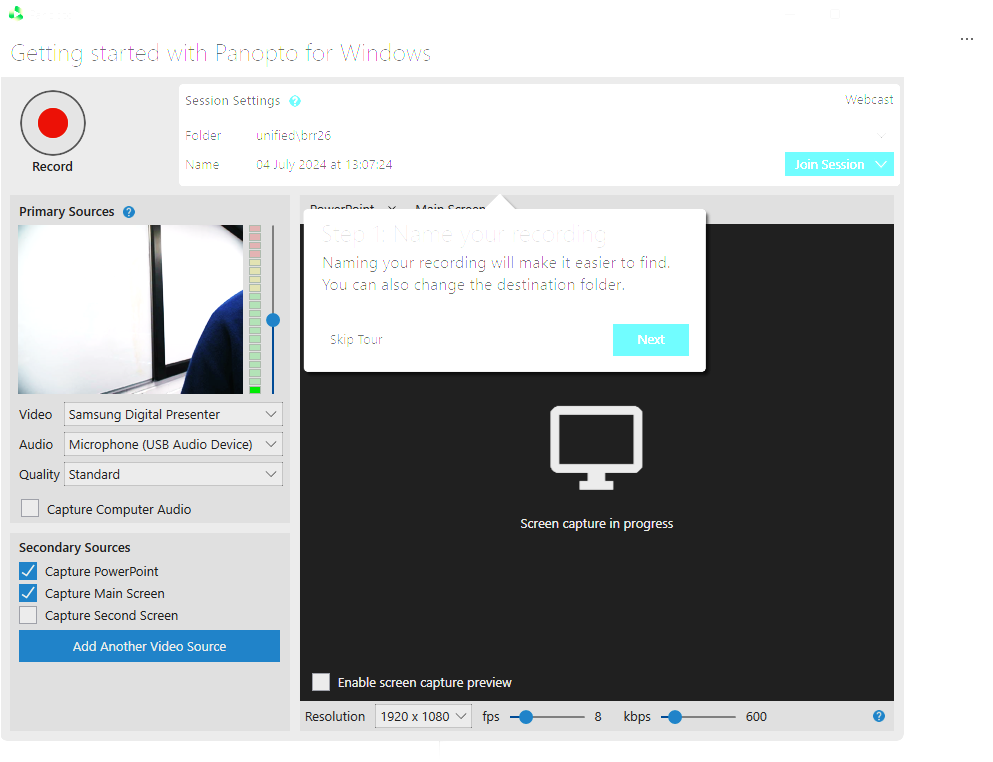 Getting started with Panopto for Windows
...
Record
Session Settings ?
Webcast
Folder unified\brr26
Name 04 July 2024 at 13:07:24
Join Session
Primary Sources ?
PowerPoint Main Screen
Step 1: Name your recording
Naming your recording will make it easier to find.
You can also change the destination folder.
Skip Tour Next
Video Samsung Digital Presenter
Audio Microphone (USB Audio Device)
Quality Standard
Capture Computer Audio
Screen capture in progress
Secondary Sources
Capture PowerPoint
Capture Main Screen
Capture Second Screen
Add Another Video Source
Enable screen capture preview
Resolution 1920 x 1080 fps 8 kbps 600 ?